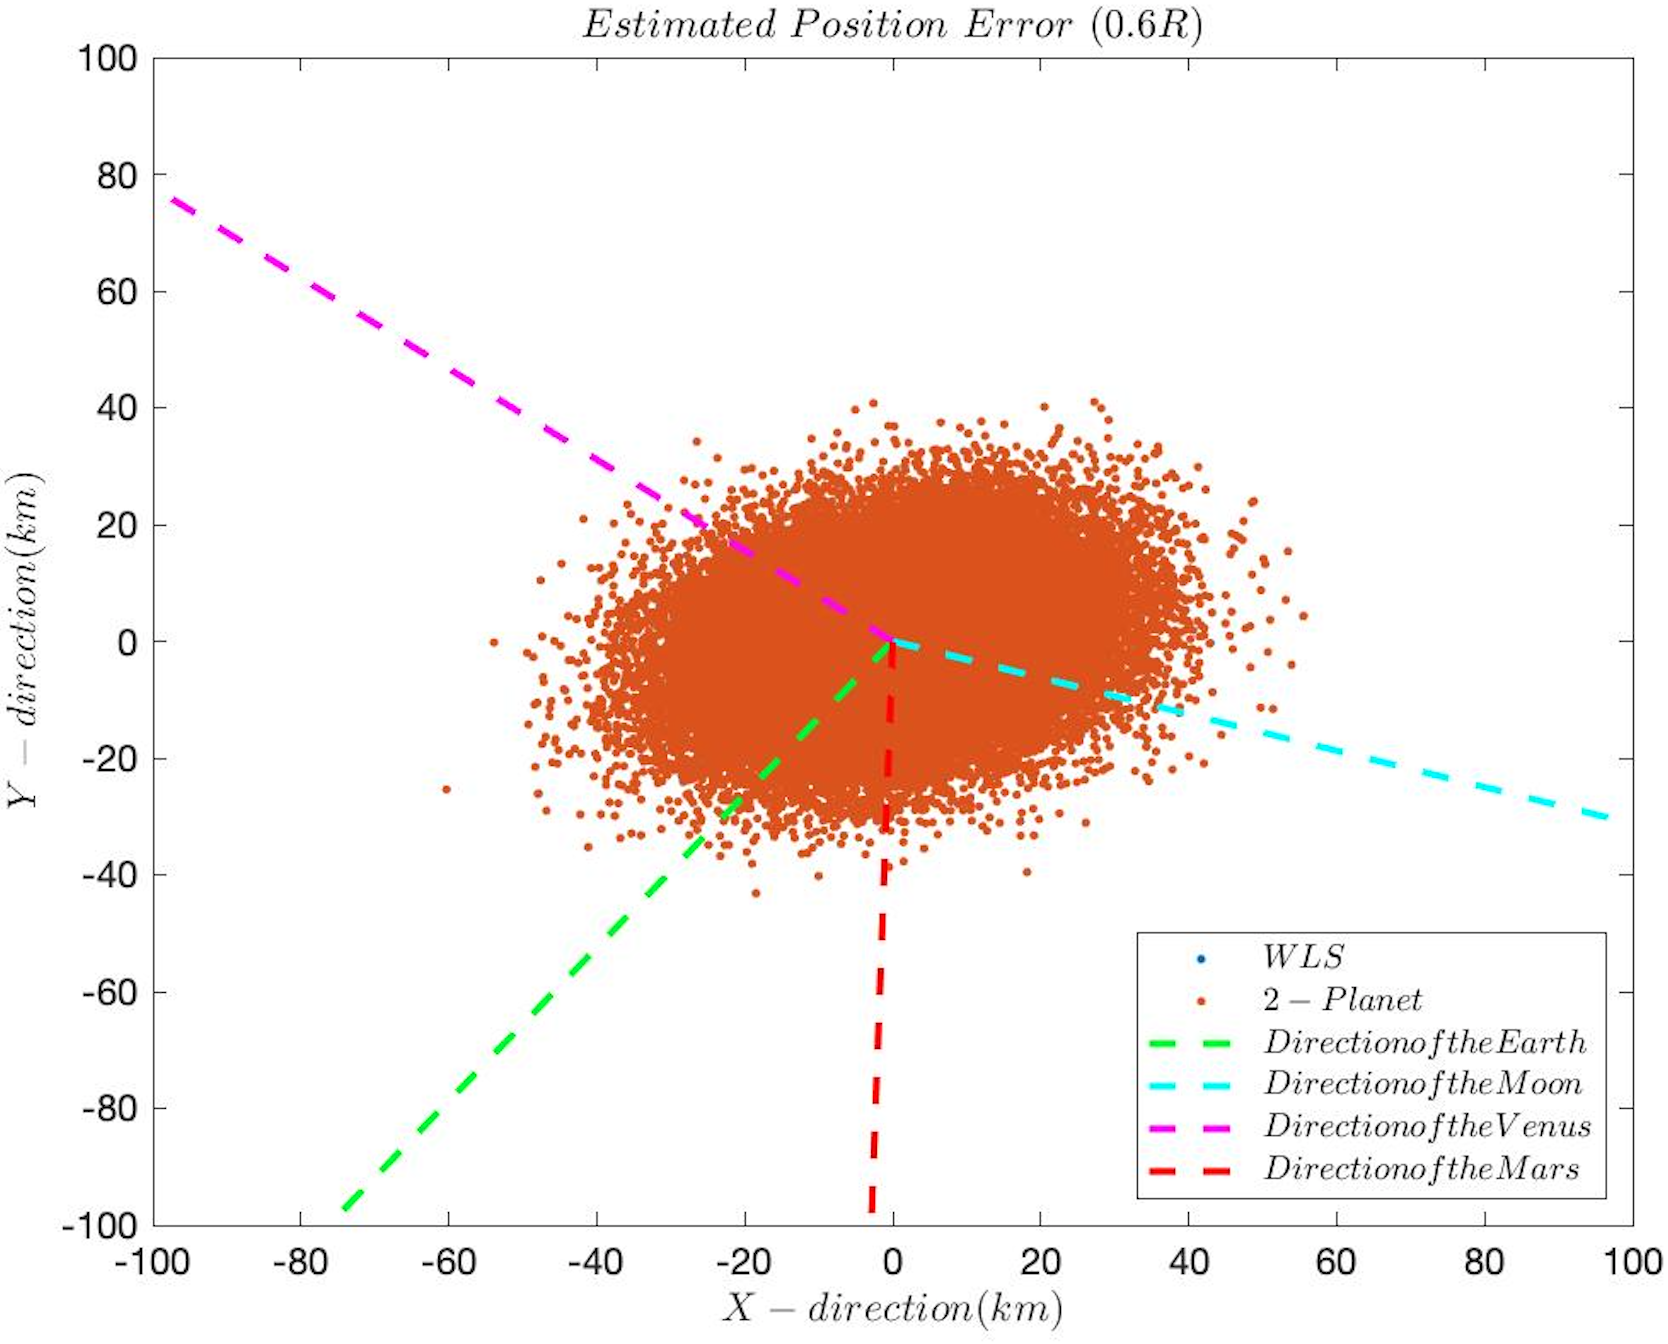 Estimated Position Error (0.6R)
100
80
60
40
20
0
-20
-40
-60
-80
-100
Y - direction(km)
-100 -80 -60 -40 -20 0 20 40 60 80 100
X - direction(km)
WLS
2 - Planet
DirectionoftheEarth
DirectionoftheMoon
DirectionoftheVenus
DirectionoftheMars